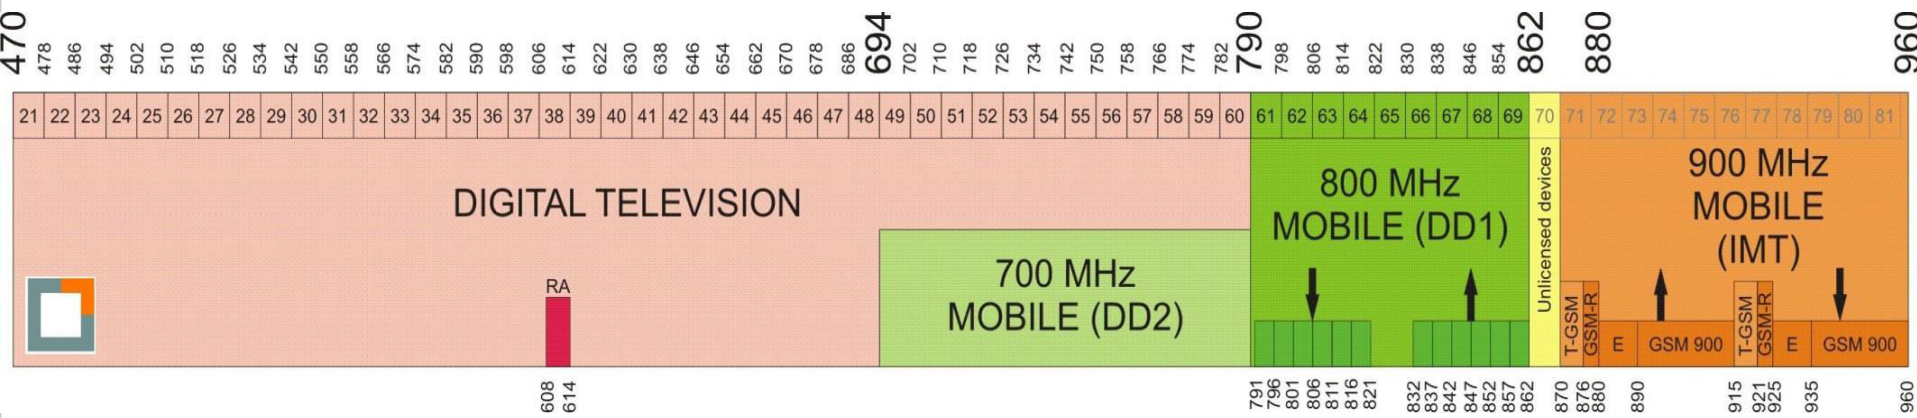 470 478 486 494 502 510 518 526 534 542 550 558 566 574 582 590 598 606 614 622 630 638 646 654 662 670 678 686 694 702 710 718 726 734 742 750 758 766 774 782 790 798 806 814 822 830 838 846 854 862 880 960
21 22 23 24 25 26 27 28 29 30 31 32 33 34 35 36 37 38 39 40 41 42 43 44 45 46 47 48 49 50 51 52 53 54 55 56 57 58 59 60 61 62 63 64 65 66 67 68 69 70 71 72 73 74 75 76 77 78 79 80 81
DIGITAL TELEVISION
RA
700 MHz
MOBILE (DD2)
800 MHz
MOBILE (DD1)
Unlicensed devices
900 MHz
MOBILE
(IMT)
T-GSM
GSM-R
E
GSM 900
T-GSM
GSM-R
E
GSM 900
608 614 791 796 801 806 811 816 821 832 837 842 847 852 857 862 870 876 880 890 915 921 925 935 960